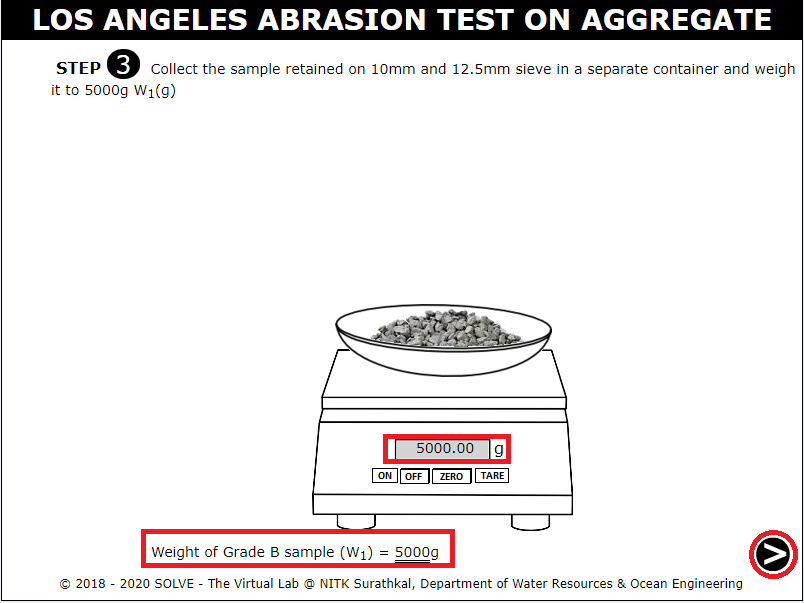 LOS ANGELES ABRASION TEST ON AGGREGATE
STEP 3 Collect the sample retained on 10mm and 12.5mm sieve in a separate container and weigh
it to 5000g W₁(g)
5000.00 g
ON OFF ZERO TARE
Weight of Grade B sample (W₁) = 5000g
>
© 2018 - 2020 SOLVE - The Virtual Lab @ NITK Surathkal, Department of Water Resources & Ocean Engineering